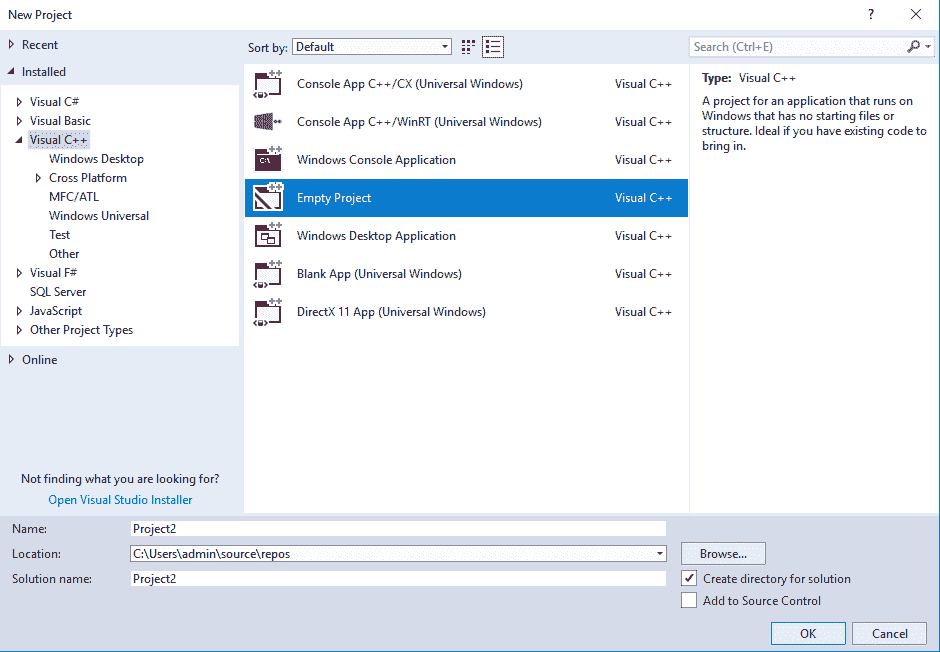 New Project
?
Recent
Installed
Visual C#
Visual Basic
Visual C++
Windows Desktop
Cross Platform
MFC/ATL
Windows Universal
Test
Other
Visual F#
SQL Server
JavaScript
Other Project Types
Online
Not finding what you are looking for?
Open Visual Studio Installer
Sort by: Default
Console App C++/CX (Universal Windows) Visual C++
Console App C++/WinRT (Universal Windows) Visual C++
Windows Console Application Visual C++
Empty Project Visual C++
Windows Desktop Application Visual C++
Blank App (Universal Windows) Visual C++
DirectX 11 App (Universal Windows) Visual C++
Search (Ctrl+E)
Type: Visual C++
A project for an application that runs on
Windows that has no starting files or
structure. Ideal if you have existing code to
bring in.
Name: Project2
Location: C:\Users\admin\source\repos
Browse...
Solution name: Project2
Create directory for solution
Add to Source Control
OK Cancel